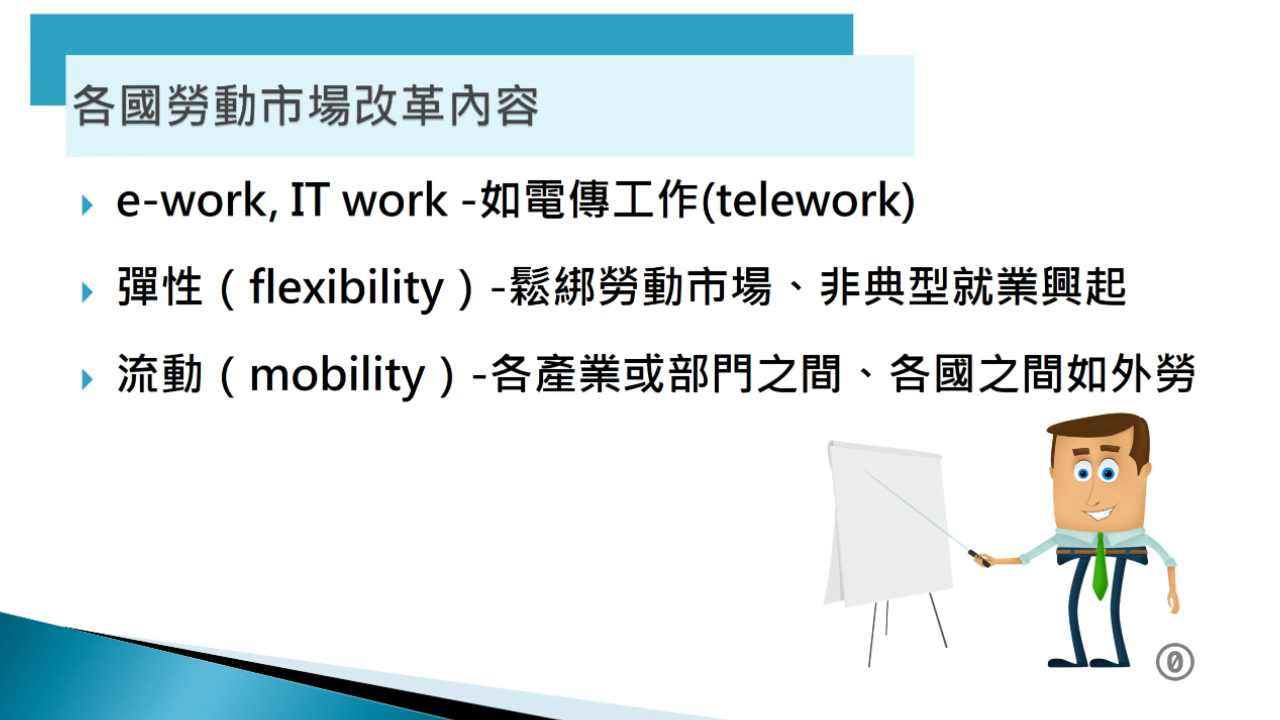 各國勞動市場改革內容
e-work, IT work -如電傳工作(telework)
彈性（flexibility）-鬆綁勞動市場、非典型就業興起
流動（mobility）-各產業或部門之間、各國之間如外勞
0